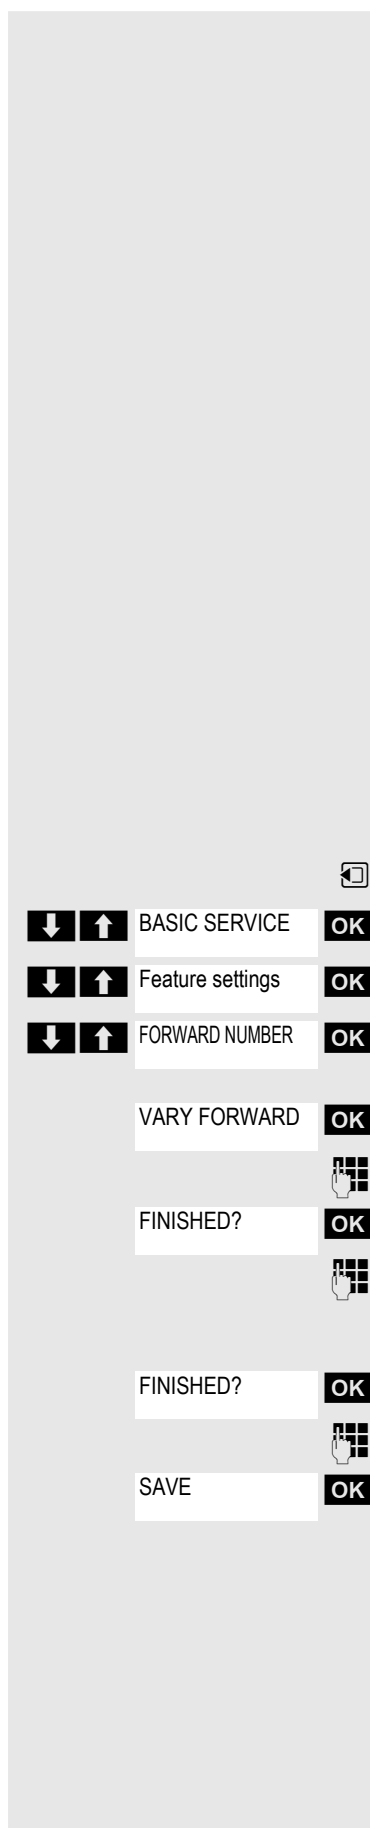 BASIC SERVICE OK
Feature settings OK
FORWARD NUMBER OK
VARY FORWARD OK
FINISHED? OK
FINISHED? OK
SAVE OK